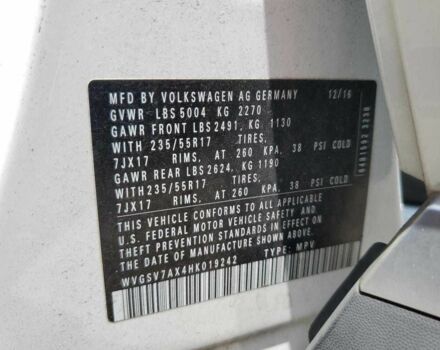 MFD BY VOLKSWAGEN AG GERMANY 12/16
GVWR LBS 5004 KG 2270
GAWR FRONT LBS 2491, KG 1130
WITH 235/55R17 TIRES,
7JX17 RIMS, AT 260 KPA, 38 PSI COLD
GAWR REAR LBS 2624, KG 1190
WITH 235/55R17 TIRES,
7JX17 RIMS, AT 260 KPA, 38 PSI COLD
THIS VEHICLE CONFORMS TO ALL APPLICABLE
U.S. FEDERAL MOTOR VEHICLE SAFETY AND
THEFT PREVENTION STANDARDS IN EFFECT ON
THE DATE OF MANUFACTURE SHOWN ABOVE.
WVGSV7AX4HK019242 TYPE: MPV